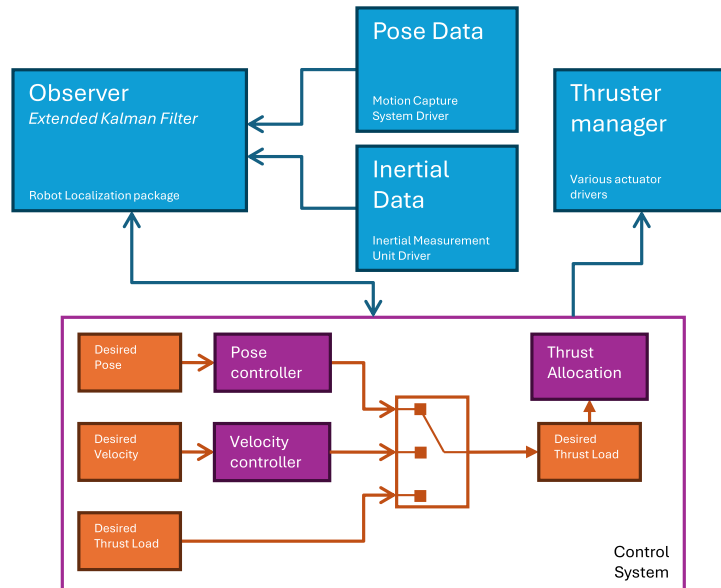 Observer
Extended Kalman Filter
Robot Localization package
Pose Data
Motion Capture
System Driver
Inertial
Data
Inertial Measurement
Unit Driver
Thruster
manager
Various actuator
drivers
Desired
Pose
Pose
controller
Thrust
Allocation
Desired
Velocity
Velocity
controller
Desired
Thrust Load
Desired
Thrust Load
Control
System